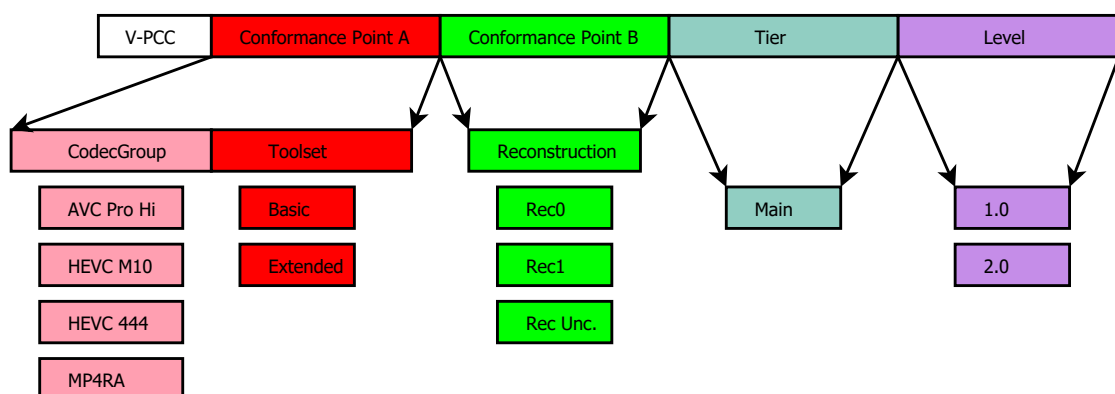 V-PCC Conformance Point A Conformance Point B Tier Level
CodecGroup Toolset Reconstruction
AVC Pro Hi Basic Rec0 Main 1.0
HEVC M10 Extended Rec1 2.0
HEVC 444 Rec Unc.
MP4RA